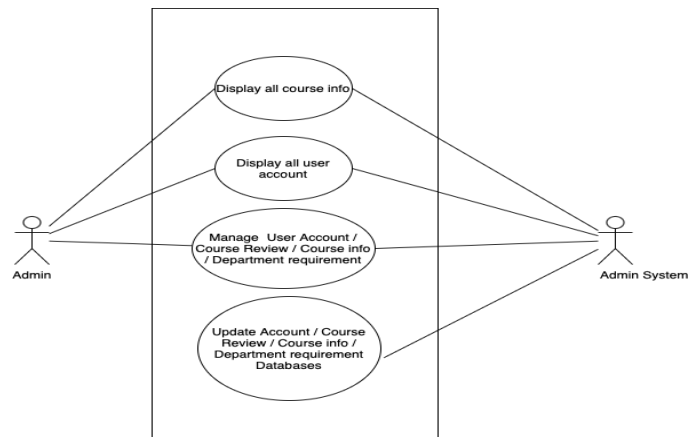 Display all course info
Display all user
account
Manage User Account /
Course Review / Course info
/ Department requirement
Admin
Admin System
Update Account / Course
Review / Course info /
Department requirement
Databases